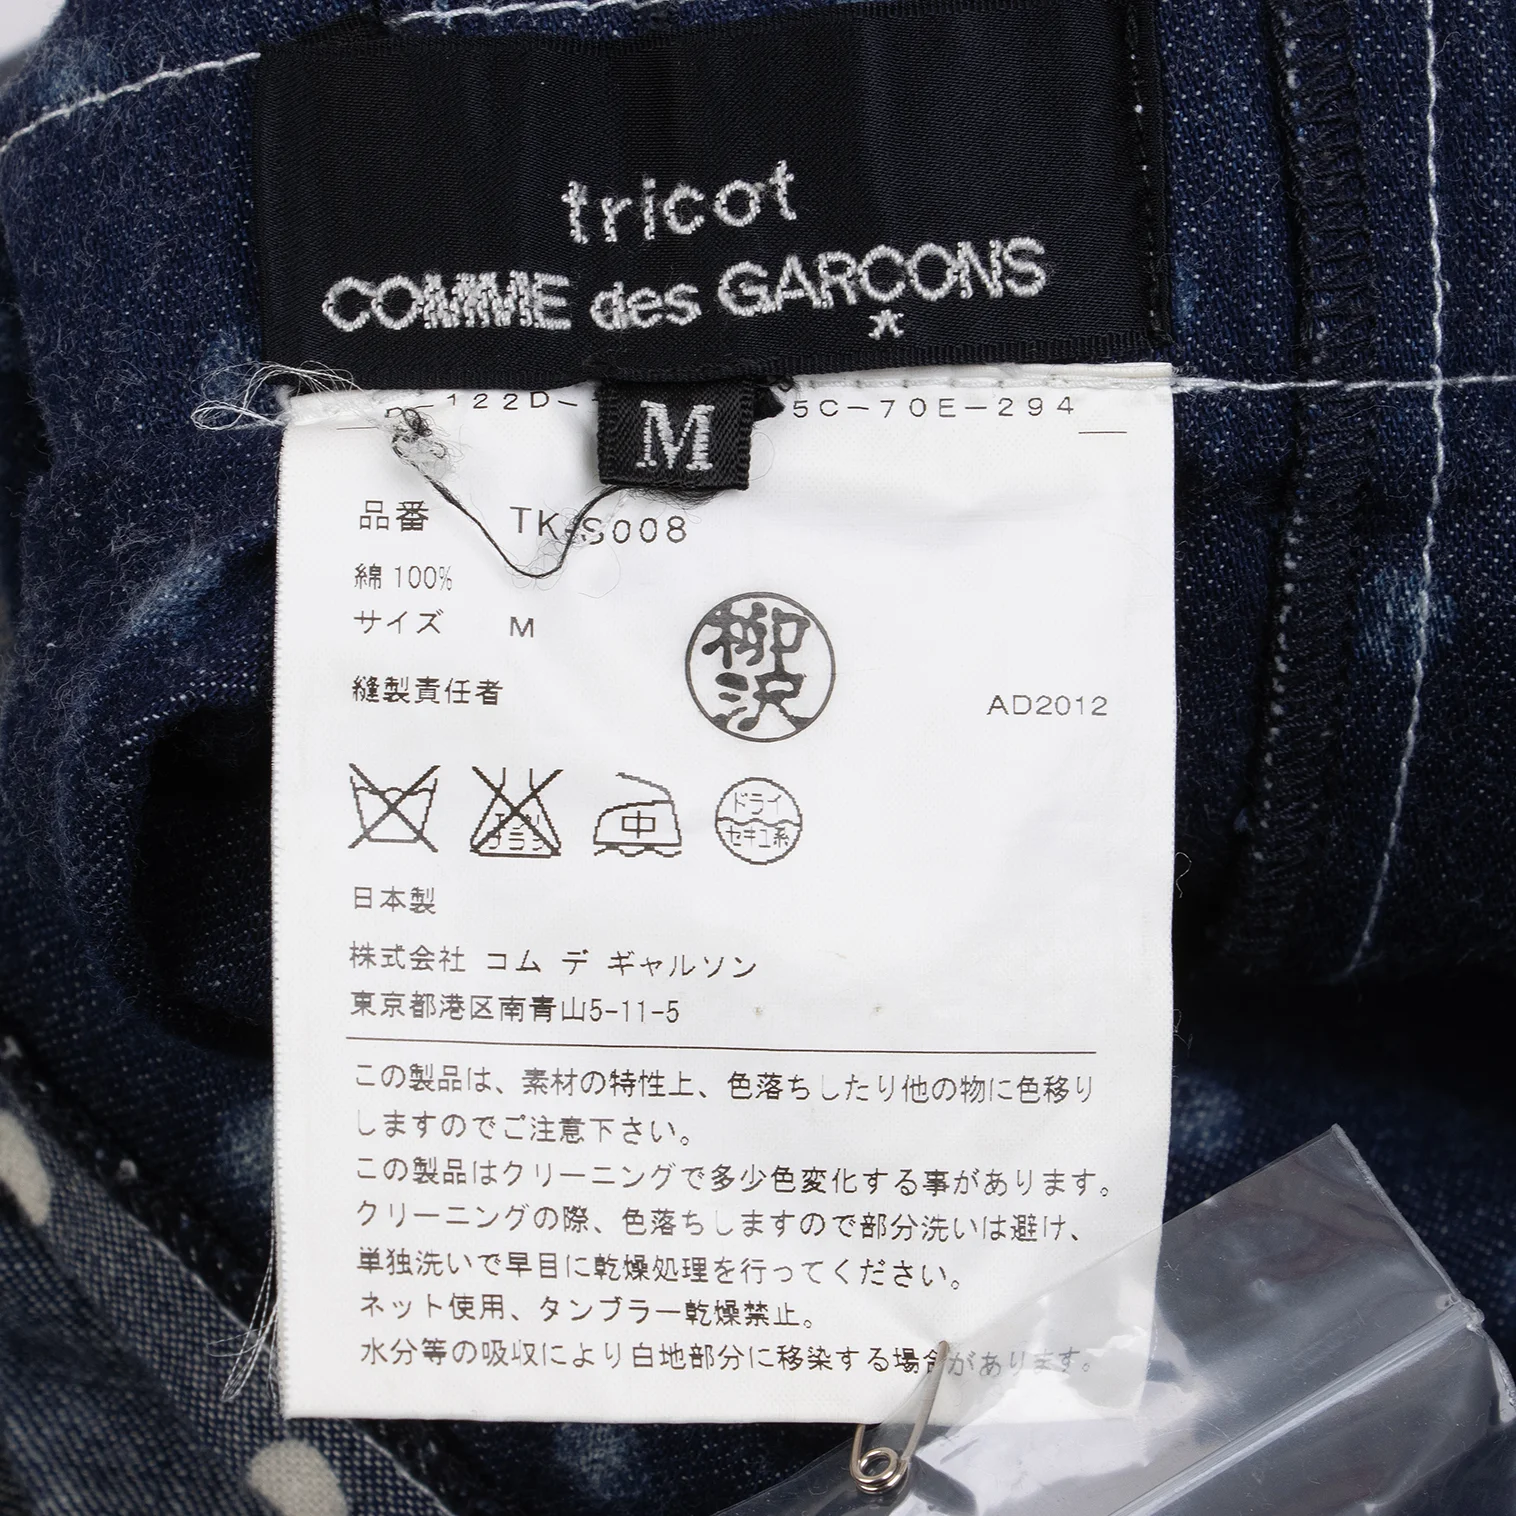 tricot
COMME des GARCONS
*
122D-
M
5C-70E-294
品番 TK-S008
綿 100%
サイズ M
柳沢
縫製責任者
AD2012
エンソ
サラシ
中
ドライ
セキユ系
日本製
株式会社 コム デ ギャルソン
東京都港区南青山5-11-5
この製品は、素材の特性上、色落ちしたり他の物に色移り
しますのでご注意下さい。
この製品はクリーニングで多少色変化する事があります。
クリーニングの際、色落ちしますので部分洗いは避け、
単独洗いで早目に乾燥処理を行ってください。
ネット使用、タンブラー乾燥禁止。
水分等の吸収により白地部分に移染する場合があります。